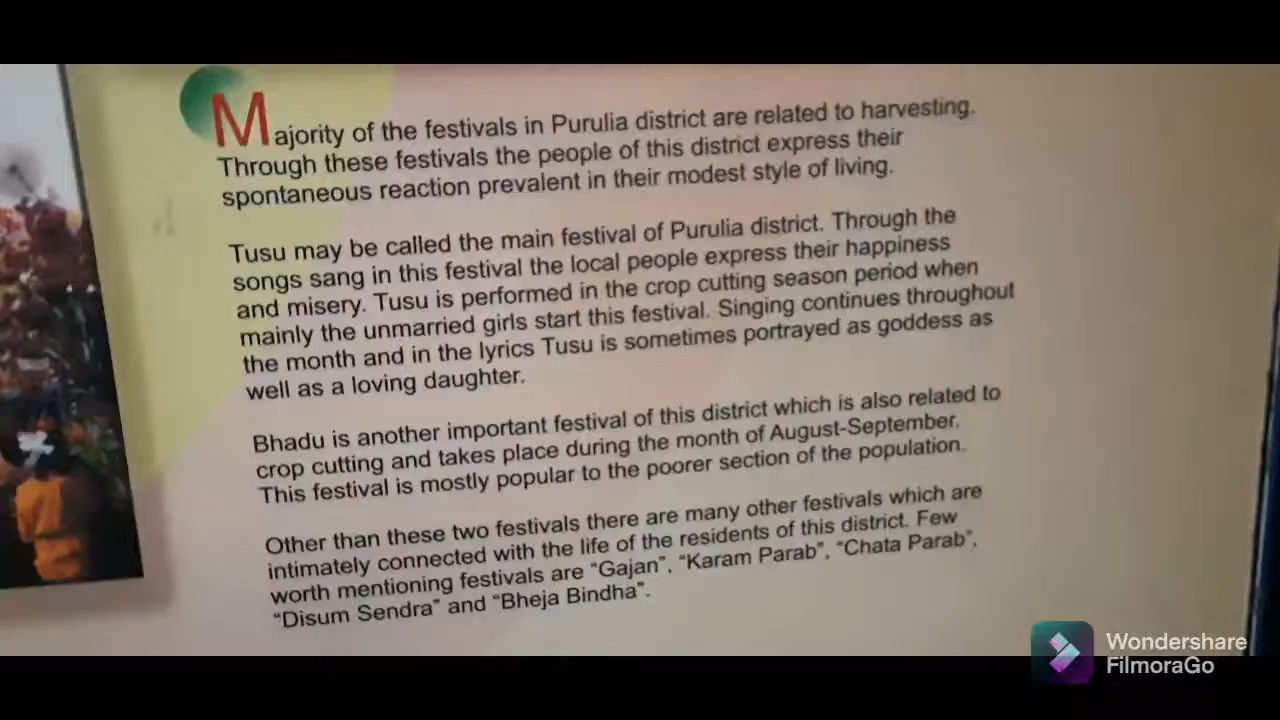 Majority of the festivals in Purulia district are related to harvesting.
Through these festivals the people of this district express their
spontaneous reaction prevalent in their modest style of living.
Tusu may be called the main festival of Purulia district. Through the
songs sang in this festival the local people express their happiness
and misery. Tusu is performed in the crop cutting season period when
mainly the unmarried girls start this festival. Singing continues throughout
the month and in the lyrics Tusu is sometimes portrayed as goddess as
well as a loving daughter.
Bhadu is another important festival of this district which is also related to
crop cutting and takes place during the month of August-September.
This festival is mostly popular to the poorer section of the population.
Other than these two festivals there are many other festivals which are
intimately connected with the life of the residents of this district. Few
worth mentioning festivals are “Gajan”, “Karam Parab”, “Chata Parab”,
“Disum Sendra” and “Bheja Bindha”.
Wondershare
FilmoraGo